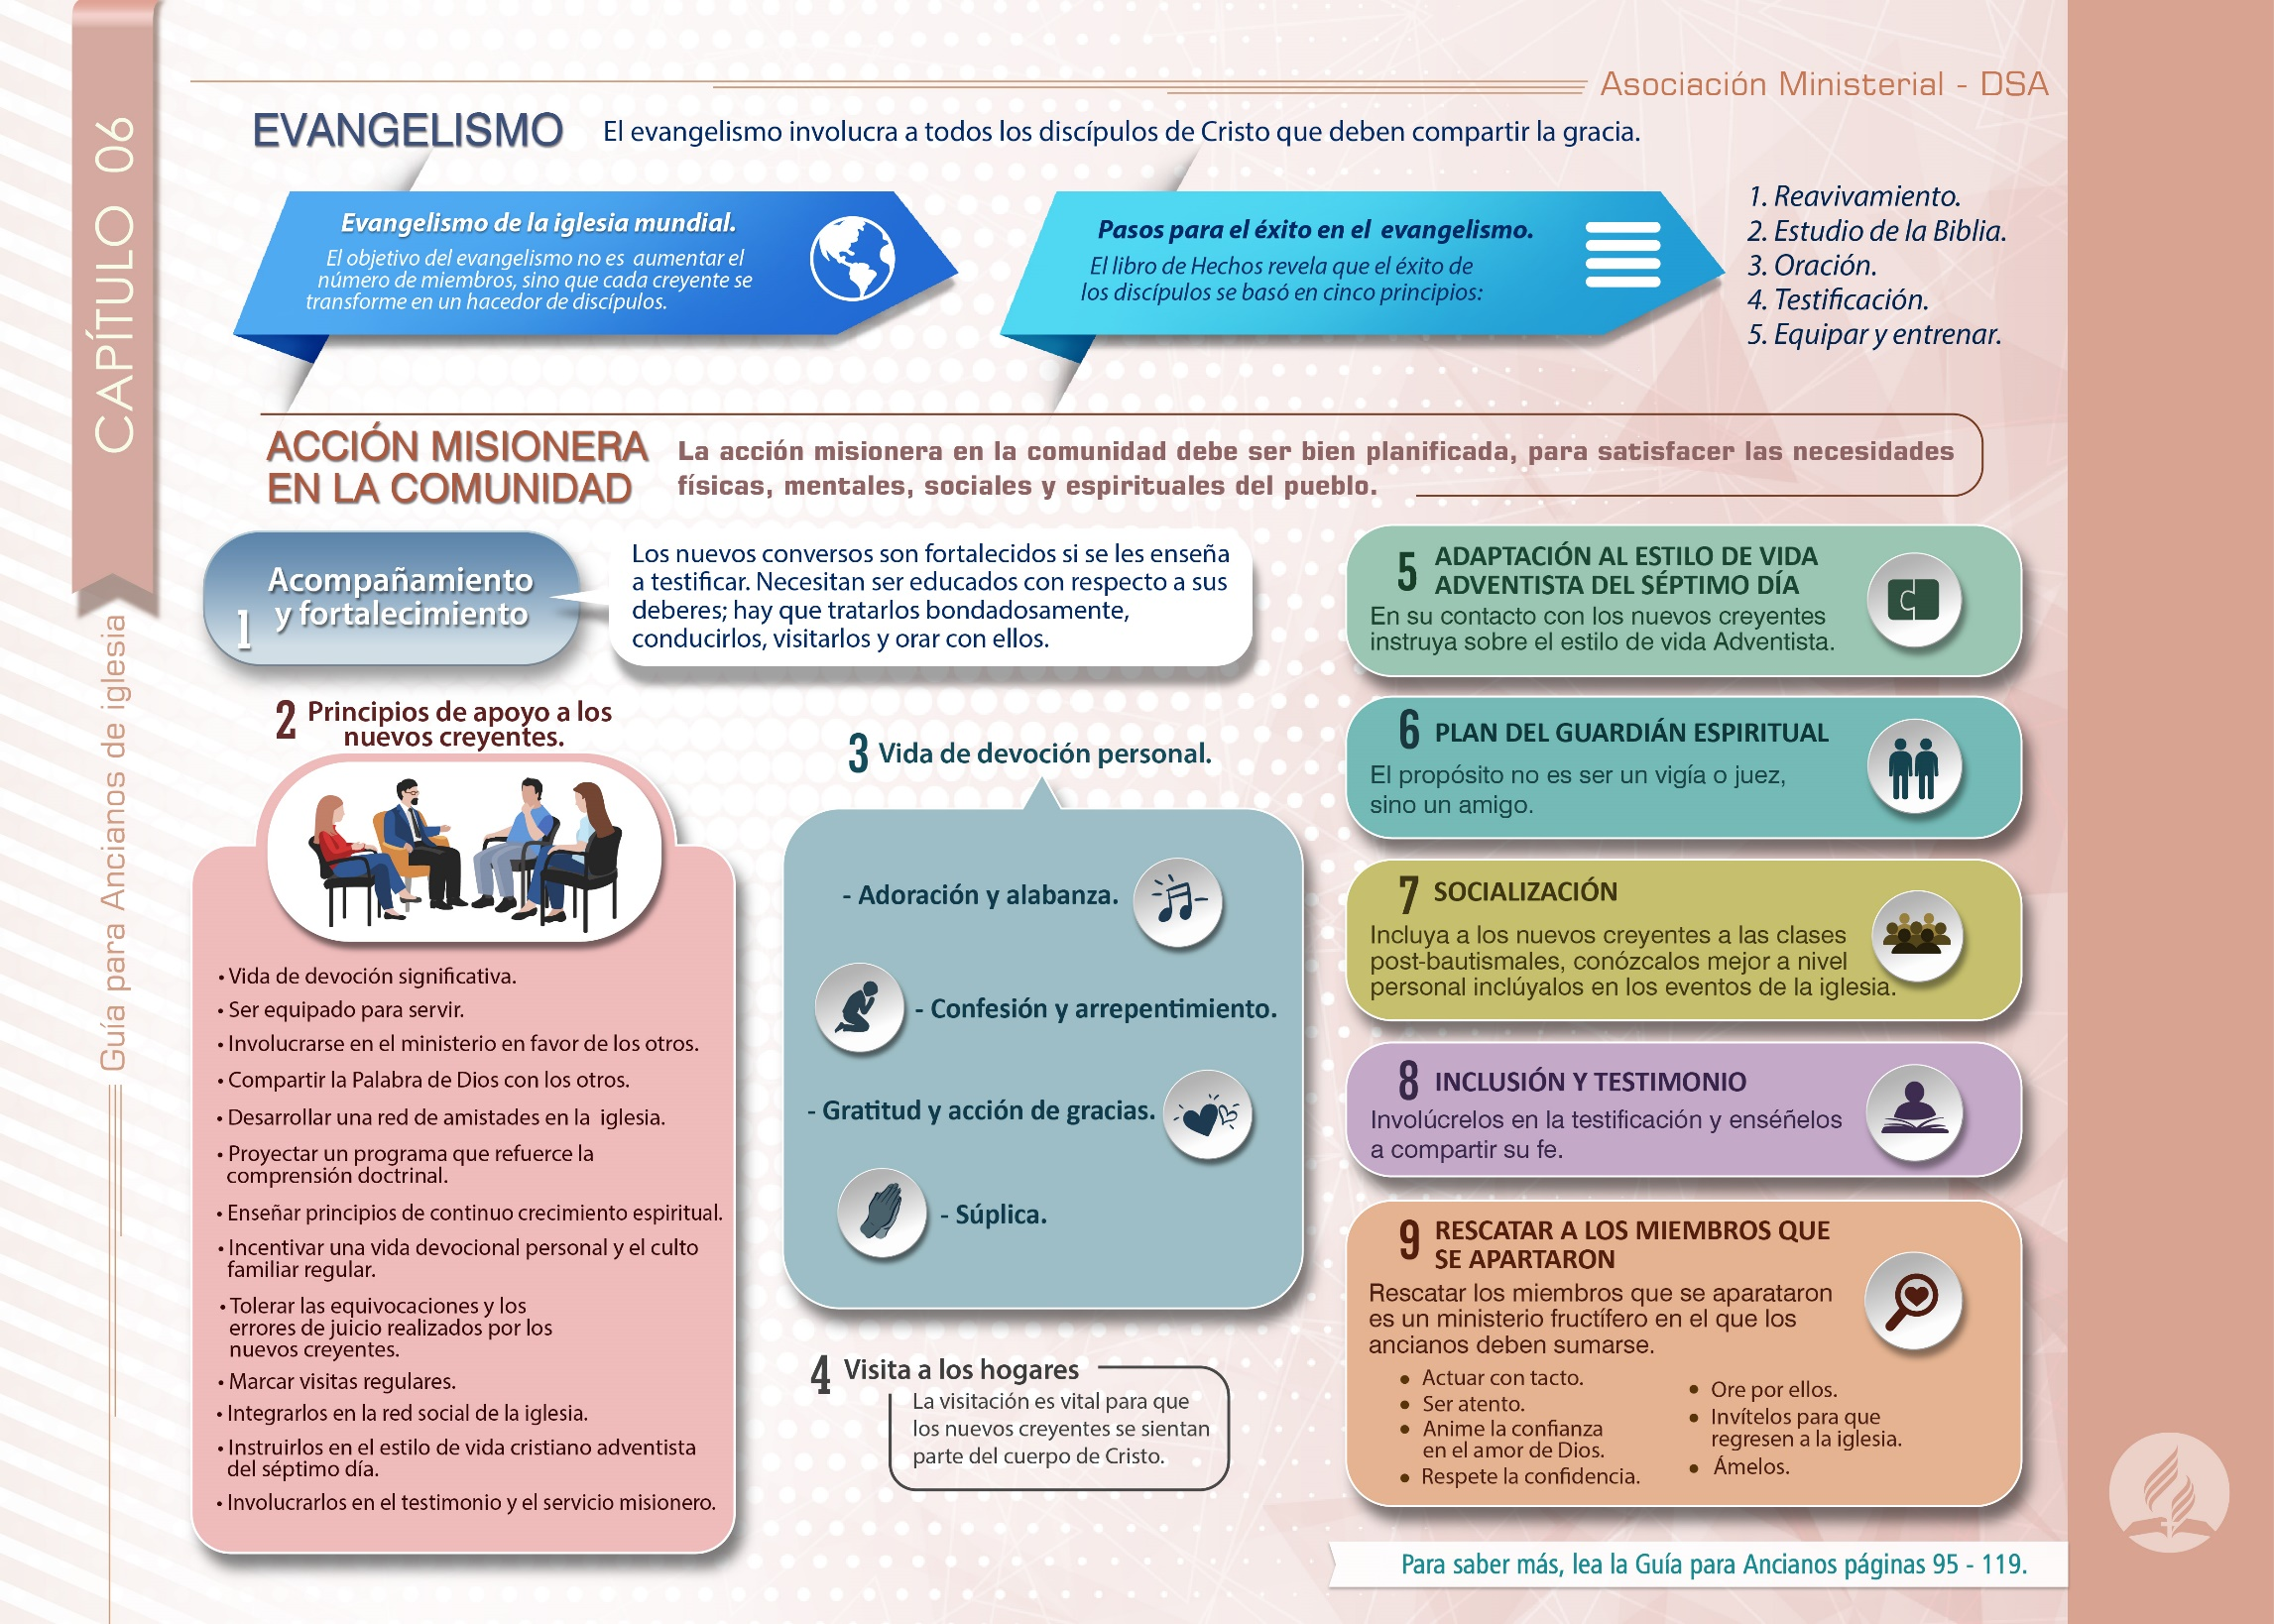 Asociación Ministerial - DSA
CAPÍTULO 06
Guía para Ancianos de iglesia
EVANGELISMO
El evangelismo involucra a todos los discípulos de Cristo que deben compartir la gracia.
Evangelismo de la iglesia mundial.
El objetivo del evangelismo no es aumentar el
número de miembros, sino que cada creyente se
transforme en un hacedor de discípulos.
Pasos para el éxito en el evangelismo.
El libro de Hechos revela que el éxito de
los discípulos se basó en cinco principios:
1. Reavivamiento.
2. Estudio de la Biblia.
3. Oración.
4. Testificación.
5. Equipar y entrenar.
ACCIÓN MISIONERA
EN LA COMUNIDAD
La acción misionera en la comunidad debe ser bien planificada, para satisfacer las necesidades
físicas, mentales, sociales y espirituales del pueblo.
1 Acompañamiento
y fortalecimiento
Los nuevos conversos son fortalecidos si se les enseña
a testificar. Necesitan ser educados con respecto a sus
deberes; hay que tratarlos bondadosamente,
conducirlos, visitarlos y orar con ellos.
2 Principios de apoyo a los
nuevos creyentes.
• Vida de devoción significativa.
• Ser equipado para servir.
• Involucrarse en el ministerio en favor de los otros.
• Compartir la Palabra de Dios con los otros.
• Desarrollar una red de amistades en la iglesia.
• Proyectar un programa que refuerce la
comprensión doctrinal.
• Enseñar principios de continuo crecimiento espiritual.
• Incentivar una vida devocional personal y el culto
familiar regular.
• Tolerar las equivocaciones y los
errores de juicio realizados por los
nuevos creyentes.
• Marcar visitas regulares.
• Integrarlos en la red social de la iglesia.
• Instruirlos en el estilo de vida cristiano adventista
del séptimo día.
• Involucrarlos en el testimonio y el servicio misionero.
3 Vida de devoción personal.
- Adoración y alabanza.
- Confesión y arrepentimiento.
- Gratitud y acción de gracias.
- Súplica.
4 Visita a los hogares
La visitación es vital para que
los nuevos creyentes se sientan
parte del cuerpo de Cristo.
5 ADAPTACIÓN AL ESTILO DE VIDA
ADVENTISTA DEL SÉPTIMO DÍA
En su contacto con los nuevos creyentes
instruya sobre el estilo de vida Adventista.
6 PLAN DEL GUARDIÁN ESPIRITUAL
El propósito no es ser un vigía o juez,
sino un amigo.
7 SOCIALIZACIÓN
Incluya a los nuevos creyentes a las clases
post-bautismales, conózcalos mejor a nivel
personal inclúyalos en los eventos de la iglesia.
8 INCLUSIÓN Y TESTIMONIO
Involúcrelos en la testificación y enséñelos
a compartir su fe.
9 RESCATAR A LOS MIEMBROS QUE
SE APARTARON
Rescatar los miembros que se aparataron
es un ministerio fructífero en el que los
ancianos deben sumarse.
• Actuar con tacto.
• Ser atento.
• Anime la confianza
en el amor de Dios.
• Respete la confidencia.
• Ore por ellos.
• Invítelos para que
regresen a la iglesia.
• Ámelos.
Para saber más, lea la Guía para Ancianos páginas 95 - 119.